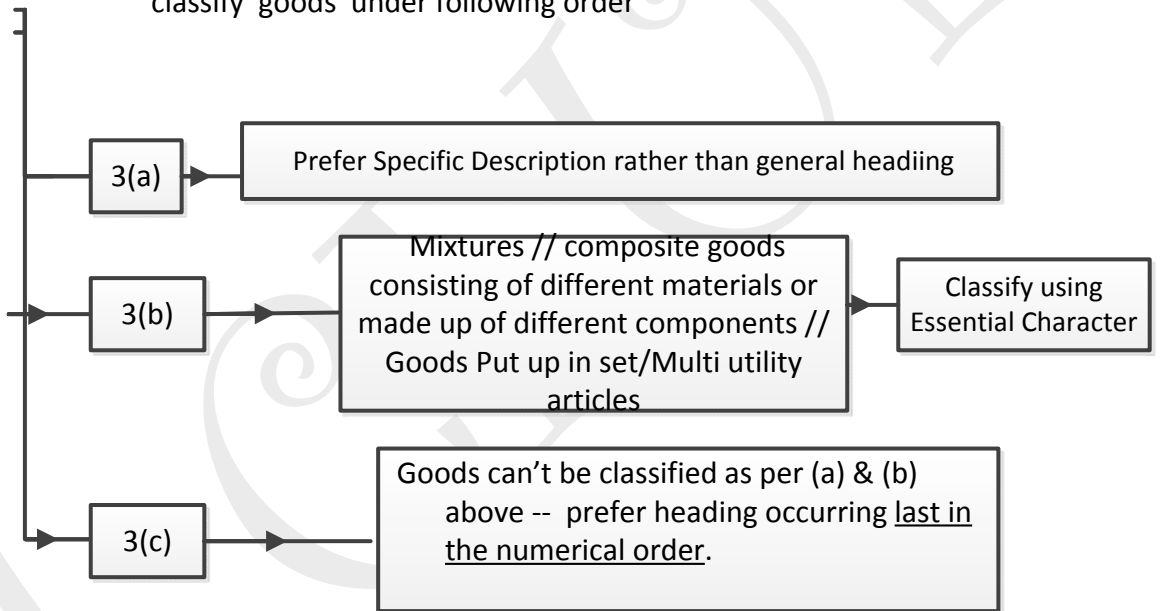 classify 'goods' under following order
3(a)
Prefer Specific Description rather than general headiing
3(b)
Mixtures // composite goods
consisting of different materials or
made up of different components //
Goods Put up in set/Multi utility
articles
Classify using
Essential Character
3(c)
Goods can’t be classified as per (a) & (b)
above -- prefer heading occurring last in
the numerical order.